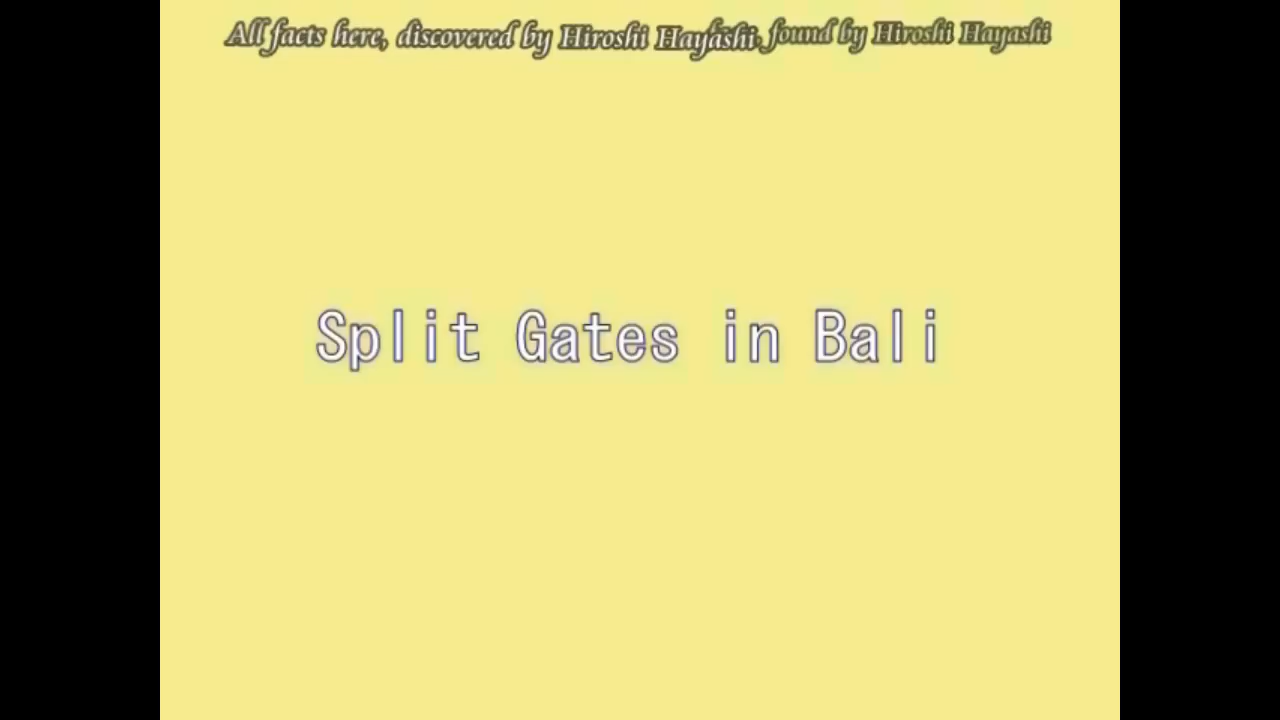 All facts here, discovered by Hiroshi Hayashi. found by Hiroshi Hayashi
Split Gates in Bali